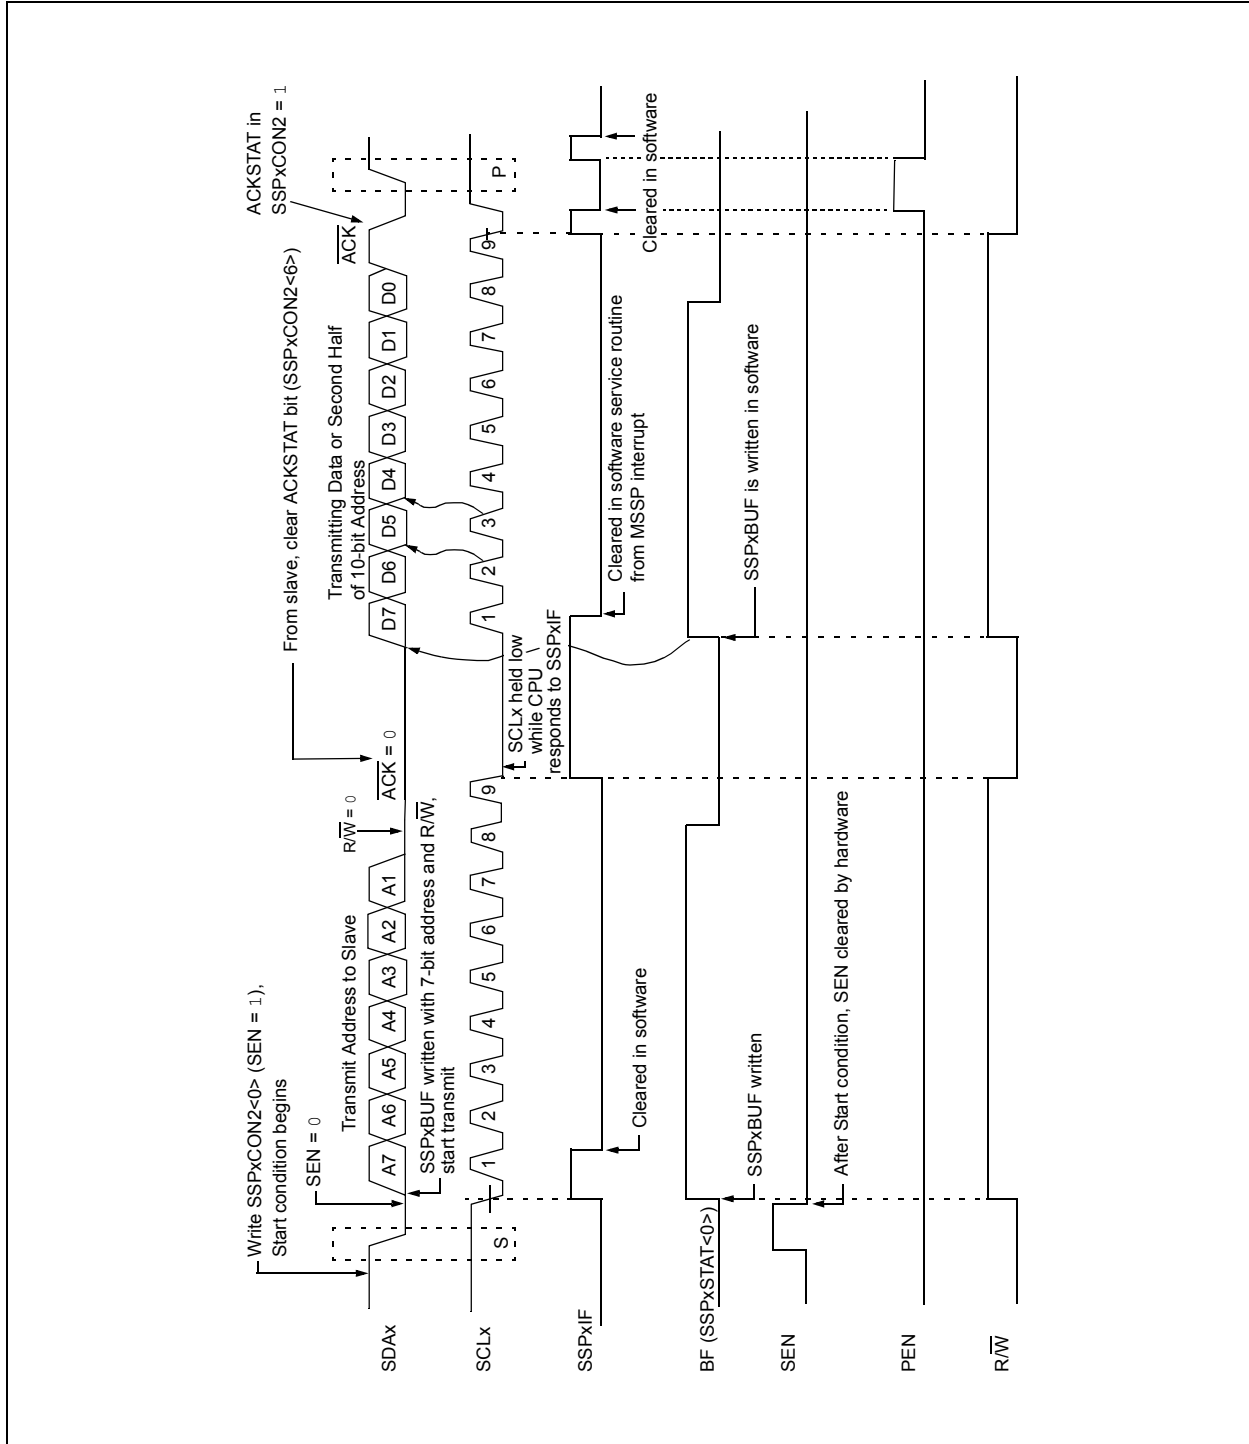 Write SSPxCON2<0> (SEN = 1),
Start condition begins
SEN = 0
Transmit Address to Slave
R/W = 0
From slave, clear ACKSTAT bit (SSPxCON2<6>)
ACK = 0
Transmitting Data or Second Half
of 10-bit Address
ACKSTAT in
SSPxCON2 = 1
ACK
SDAx
A7 A6 A5 A4 A3 A2 A1
D7 D6 D5 D4 D3 D2 D1 D0
SSPxBUF written with 7-bit address and R/W,
start transmit
SCLx
S
1 2 3 4 5 6 7 8 9
1 2 3 4 5 6 7 8 9
P
SCLx held low
while CPU
responds to SSPxIF
SSPxIF
Cleared in software
Cleared in software service routine
from MSSP interrupt
Cleared in software
BF (SSPxSTAT<0>)
SSPxBUF written
SSPxBUF is written in software
SEN
After Start condition, SEN cleared by hardware
PEN
R/W